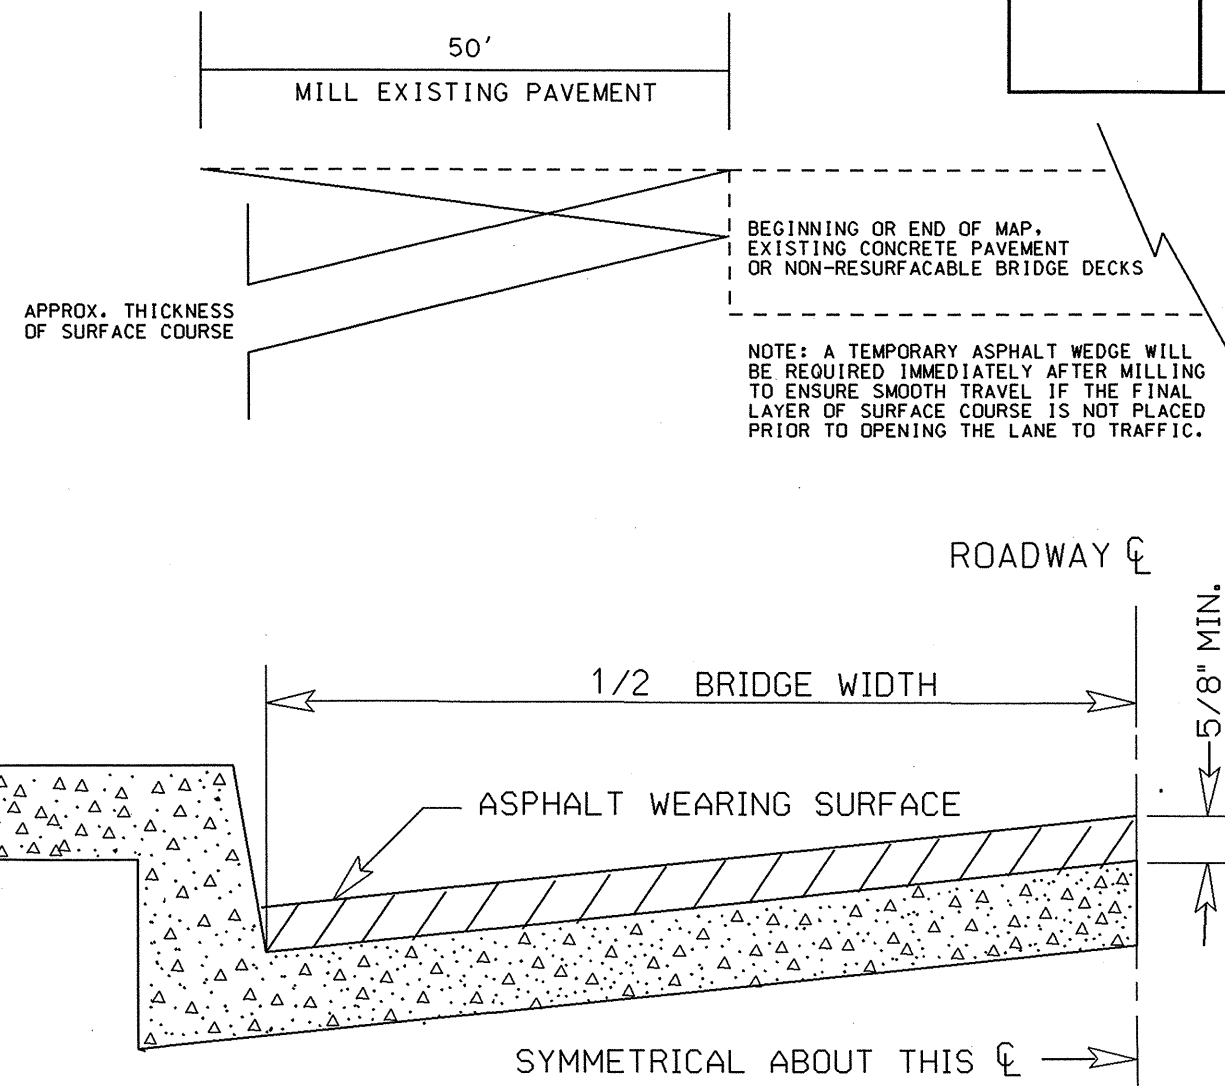 50'
MILL EXISTING PAVEMENT
BEGINNING OR END OF MAP,
EXISTING CONCRETE PAVEMENT
OR NON-RESURFACABLE BRIDGE DECKS
APPROX. THICKNESS
OF SURFACE COURSE
NOTE: A TEMPORARY ASPHALT WEDGE WILL
BE REQUIRED IMMEDIATELY AFTER MILLING
TO ENSURE SMOOTH TRAVEL IF THE FINAL
LAYER OF SURFACE COURSE IS NOT PLACED
PRIOR TO OPENING THE LANE TO TRAFFIC.
ROADWAY ℄
5/8" MIN.
1/2 BRIDGE WIDTH
ASPHALT WEARING SURFACE
SYMMETRICAL ABOUT THIS ℄